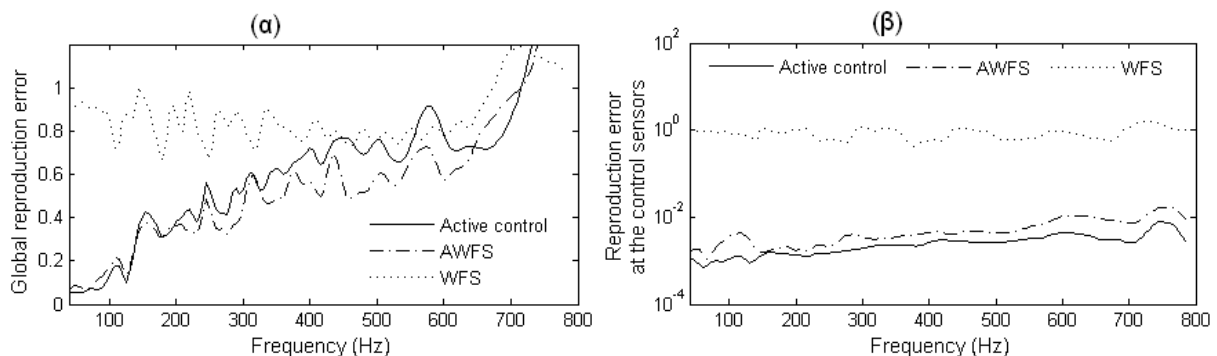 (α)
Global reproduction error
1
0.8
0.6
0.4
0.2
0
Active control
AWFS
WFS
100 200 300 400 500 600 700 800
Frequency (Hz)
(β)
Reproduction error
at the control sensors
10^2
10^0
10^-2
10^-4
Active control AWFS WFS
100 200 300 400 500 600 700 800
Frequency (Hz)